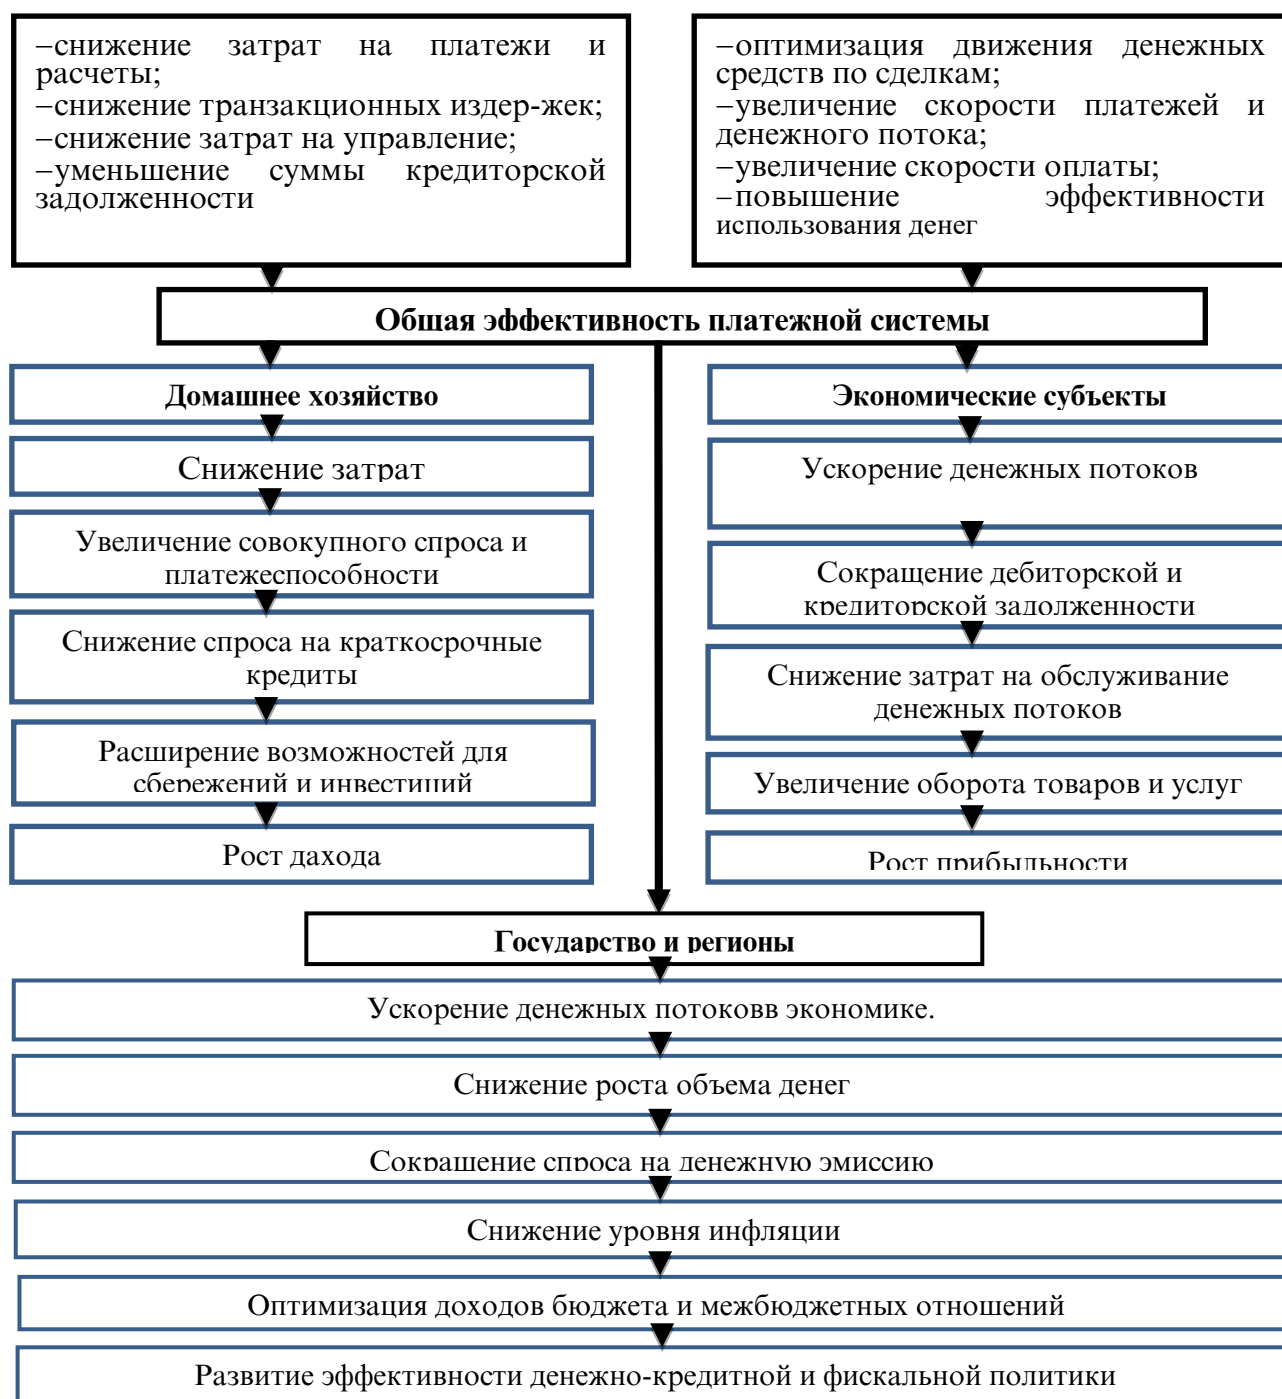 –снижение затрат на платежи и
расчеты;
–снижение транзакционных издер-жек;
–снижение затрат на управление;
–уменьшение суммы кредиторской
задолженности
–оптимизация движения денежных
средств по сделкам;
–увеличение скорости платежей и
денежного потока;
–увеличение скорости оплаты;
–повышение эффективности
использования денег
Общая эффективность платежной системы
Домашнее хозяйство
Снижение затрат
Увеличение совокупного спроса и
платежеспособности
Снижение спроса на краткосрочные
кредиты
Расширение возможностей для
сбережений и инвестиций
Рост дахода
Экономические субъекты
Ускорение денежных потоков
Сокращение дебиторской и
кредиторской задолженности
Снижение затрат на обслуживание
денежных потоков
Увеличение оборота товаров и услуг
Рост прибыльности
Государство и регионы
Ускорение денежных потоковв экономике.
Снижение роста объема денег
Сокращение спроса на денежную эмиссию
Снижение уровня инфляции
Оптимизация доходов бюджета и межбюджетных отношений
Развитие эффективности денежно-кредитной и фискальной политики